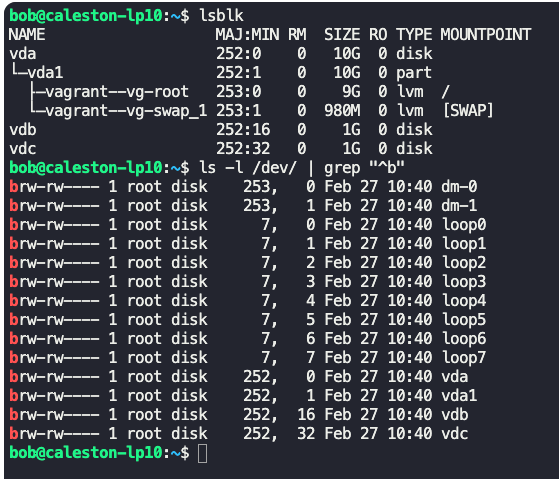 bob@caleston-lp10:~$ lsblk
NAME                  MAJ:MIN RM  SIZE RO TYPE MOUNTPOINT
vda                   252:0    0   10G  0 disk
└─vda1                252:1    0   10G  0 part
  ├─vagrant--vg-root  253:0    0    9G  0 lvm  /
  └─vagrant--vg-swap_1 253:1    0  980M  0 lvm  [SWAP]
vdb                   252:16   0    1G  0 disk
vdc                   252:32   0    1G  0 disk
bob@caleston-lp10:~$ ls -l /dev/ | grep "^b"
brw-rw---- 1 root disk    253,   0 Feb 27 10:40 dm-0
brw-rw---- 1 root disk    253,   1 Feb 27 10:40 dm-1
brw-rw---- 1 root disk      7,   0 Feb 27 10:40 loop0
brw-rw---- 1 root disk      7,   1 Feb 27 10:40 loop1
brw-rw---- 1 root disk      7,   2 Feb 27 10:40 loop2
brw-rw---- 1 root disk      7,   3 Feb 27 10:40 loop3
brw-rw---- 1 root disk      7,   4 Feb 27 10:40 loop4
brw-rw---- 1 root disk      7,   5 Feb 27 10:40 loop5
brw-rw---- 1 root disk      7,   6 Feb 27 10:40 loop6
brw-rw---- 1 root disk      7,   7 Feb 27 10:40 loop7
brw-rw---- 1 root disk    252,   0 Feb 27 10:40 vda
brw-rw---- 1 root disk    252,   1 Feb 27 10:40 vda1
brw-rw---- 1 root disk    252,  16 Feb 27 10:40 vdb
brw-rw---- 1 root disk    252,  32 Feb 27 10:40 vdc
bob@caleston-lp10:~$